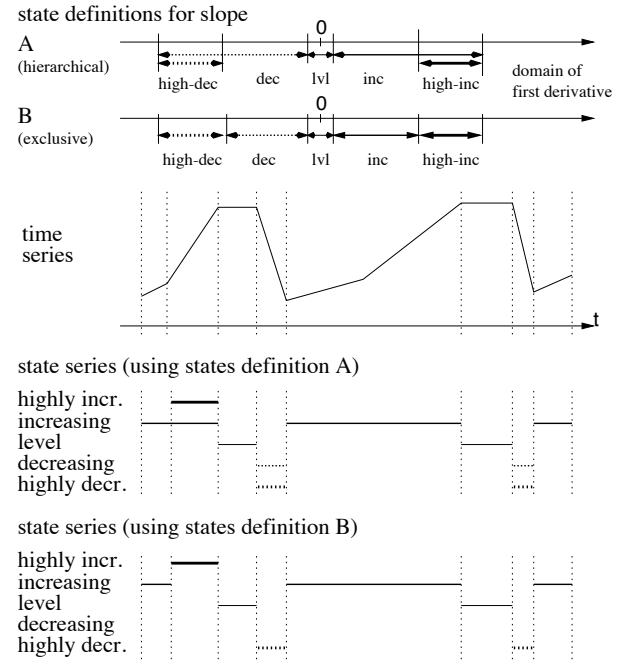 state definitions for slope
A
(hierarchical)
0
high-dec dec lvl inc high-inc
domain of
first derivative
B
(exclusive)
0
high-dec dec lvl inc high-inc
time
series
t
state series (using states definition A)
highly incr.
increasing
level
decreasing
highly decr.
state series (using states definition B)
highly incr.
increasing
level
decreasing
highly decr.